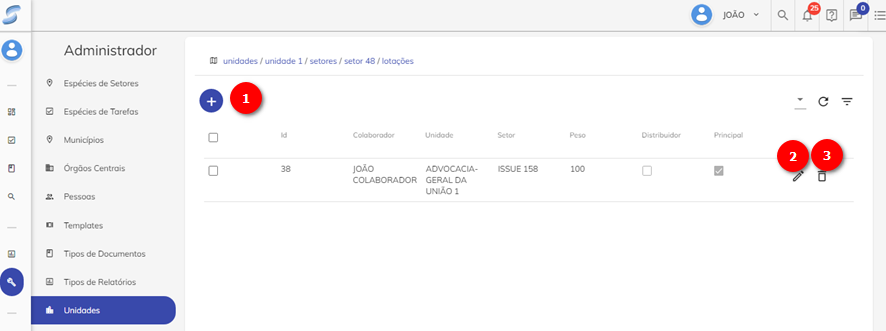 JOÃO
25
0
Administrador
Espécies de Setores
Espécies de Tarefas
Municípios
Órgãos Centrais
Pessoas
Templates
Tipos de Documentos
Tipos de Relatórios
Unidades
unidades / unidade 1 / setores / setor 48 / lotações
+
1
Id
Colaborador
Unidade
Setor
Peso
Distribuidor
Principal
2
3
38
JOÃO
COLABORADOR
ADVOCACIA-
GERAL DA
UNIÃO 1
ISSUE 158
100